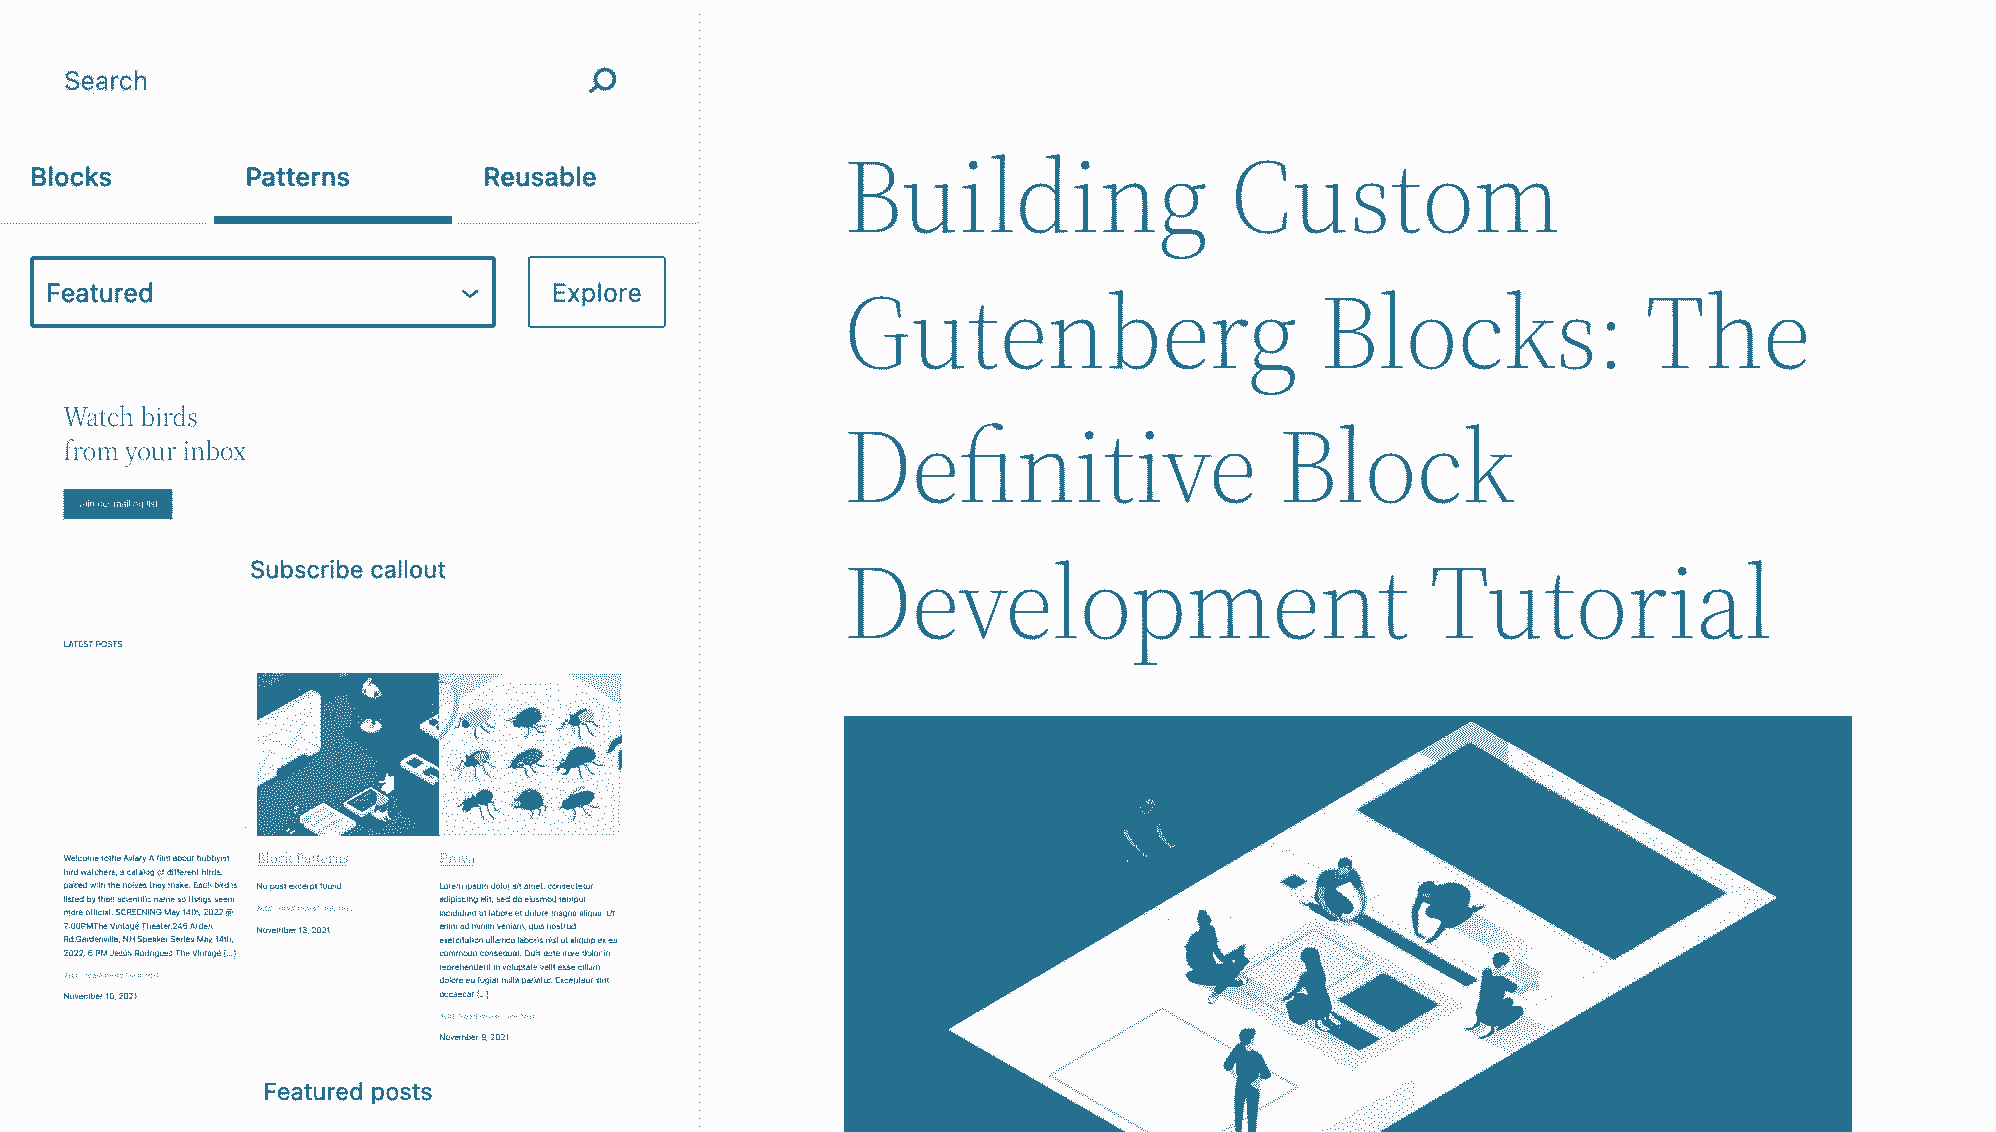 Search
Blocks
Patterns
Reusable
Featured
Explore
Watch birds
from your inbox
Join our mailing list
Subscribe callout
LATEST POSTS
Welcome to the Aviary A film about hobbyist
bird watchers, a catalog of different birds,
paired with the noises they make. Each bird is
listed by their scientific name so things seem
more official. SCREENING May 14th, 2022 @
7:00PM The Vintage Theater 245 Arden
Rd. Gardenville, NH Speaker Series May 14th,
2022, 6 PM Jesús Rodriguez The Vintage [...]
November 16, 2021
Block Patterns
No post excerpt found
November 13, 2021
Prova
Lorem ipsum dolor sit amet, consectetur
adipiscing elit, sed do eiusmod tempor
incididunt ut labore et dolore magna aliqua. Ut
enim ad minim veniam, quis nostrud
exercitation ullamco laboris nisi ut aliquip ex ea
commodo consequat. Duis aute irure dolor in
reprehenderit in voluptate velit esse cillum
dolore eu fugiat nulla pariatur. Excepteur sint
occaecat [...]
November 9, 2021
Featured posts
Building Custom
Gutenberg Blocks: The
Definitive Block
Development Tutorial